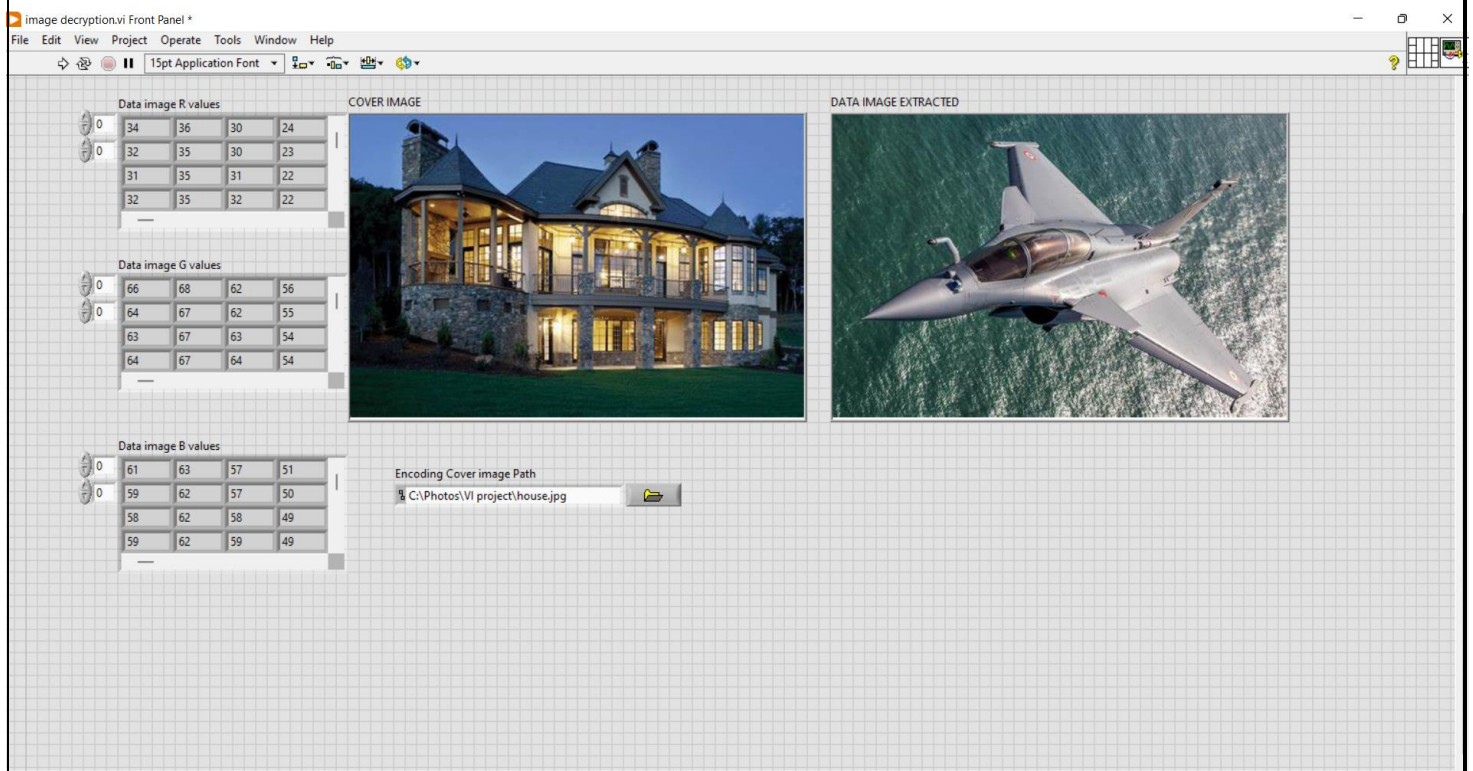 image decryption.vi Front Panel *
File Edit View Project Operate Tools Window Help
15pt Application Font
Data image R values
0 34 36 30 24
0 32 35 30 23
31 35 31 22
32 35 32 22
COVER IMAGE
DATA IMAGE EXTRACTED
Data image G values
0 66 68 62 56
0 64 67 62 55
63 67 63 54
64 67 64 54
Data image B values
0 61 63 57 51
0 59 62 57 50
58 62 58 49
59 62 59 49
Encoding Cover image Path
C:\Photos\VI project\house.jpg